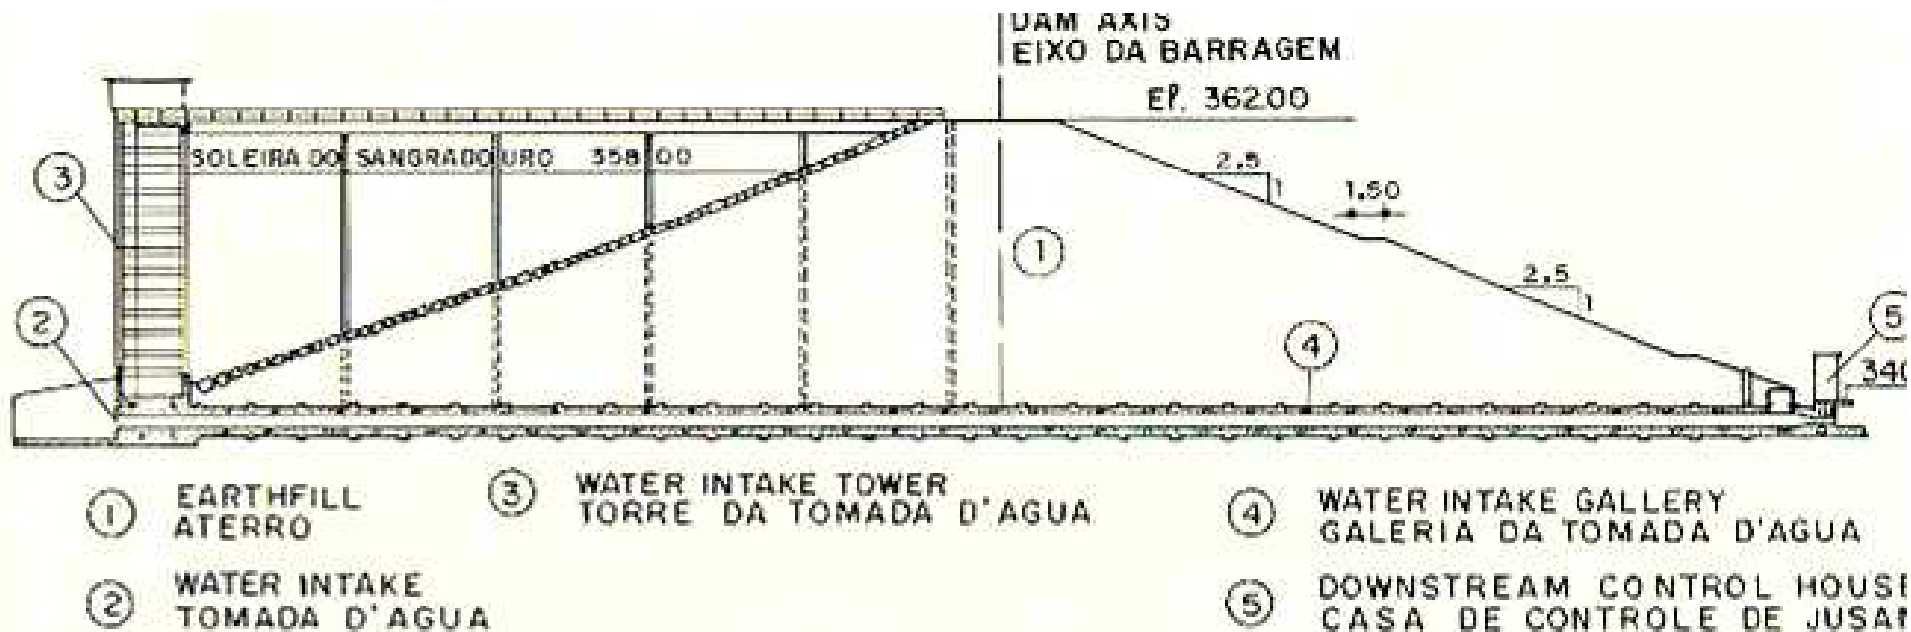 DAM AXIS
EIXO DA BARRAGEM
El. 362.00
SOLEIRA DO SANGRADOURO 358.00
2.5
1
1.50
2.5
1
3
1
2
4
5
340
1 EARTHFILL
ATERRO
2 WATER INTAKE
TOMADA D'AGUA
3 WATER INTAKE TOWER
TORRE DA TOMADA D'AGUA
4 WATER INTAKE GALLERY
GALERIA DA TOMADA D'AGUA
5 DOWNSTREAM CONTROL HOUSE
CASA DE CONTROLE DE JUSAN